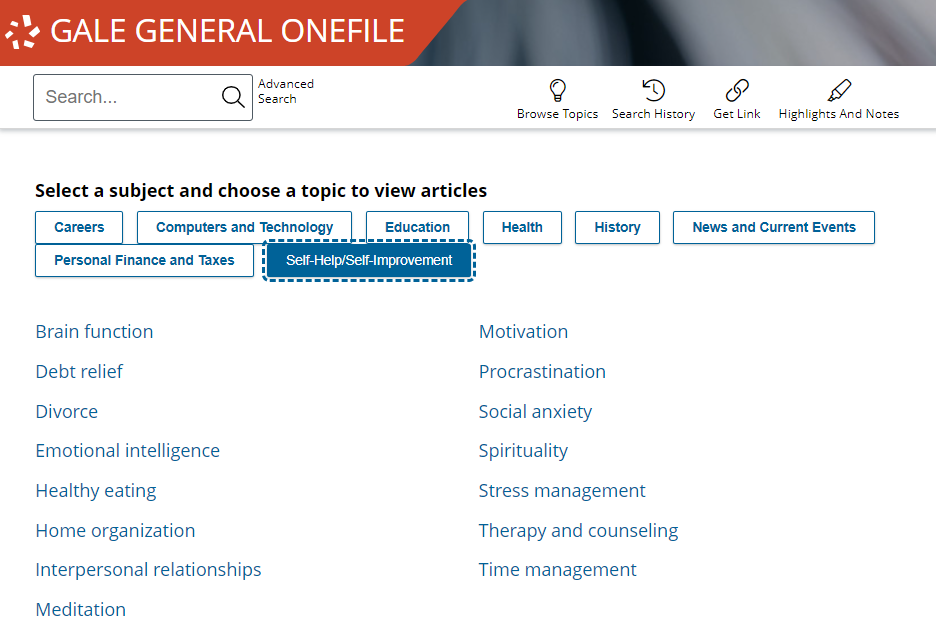 GALE GENERAL ONEFILE
Search...
Advanced
Search
Browse Topics
Search History
Get Link
Highlights And Notes
Select a subject and choose a topic to view articles
Careers
Computers and Technology
Education
Health
History
News and Current Events
Personal Finance and Taxes
Self-Help/Self-Improvement
Brain function
Debt relief
Divorce
Emotional intelligence
Healthy eating
Home organization
Interpersonal relationships
Meditation
Motivation
Procrastination
Social anxiety
Spirituality
Stress management
Therapy and counseling
Time management